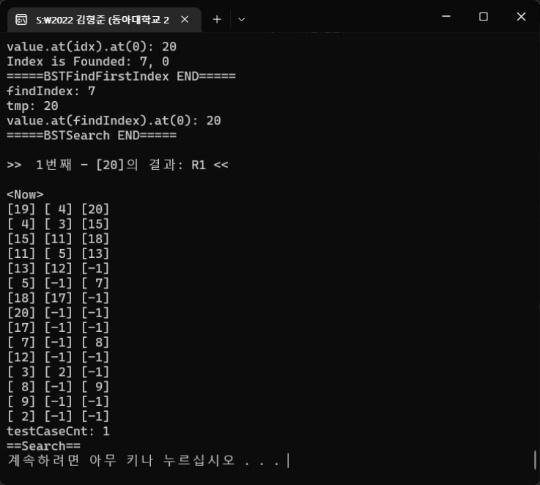 S:₩2022 김형준 (동아대학교 2
value.at(idx).at(0): 20
Index is Founded: 7, 0
=====BSTFindFirstIndex END=====
findIndex: 7
tmp: 20
value.at(findIndex).at(0): 20
=====BSTSearch END=====
>>  1번째 - [20]의 결과: R1 <<
<Now>
[19] [ 4] [20]
[ 4] [ 3] [15]
[15] [11] [18]
[11] [ 5] [13]
[13] [12] [-1]
[ 5] [-1] [ 7]
[18] [17] [-1]
[20] [-1] [-1]
[17] [-1] [-1]
[ 7] [-1] [ 8]
[12] [-1] [-1]
[ 3] [ 2] [-1]
[ 8] [-1] [ 9]
[ 9] [-1] [-1]
[ 2] [-1] [-1]
testCaseCnt: 1
==Search==
계속하려면 아무 키나 누르십시오 . . .